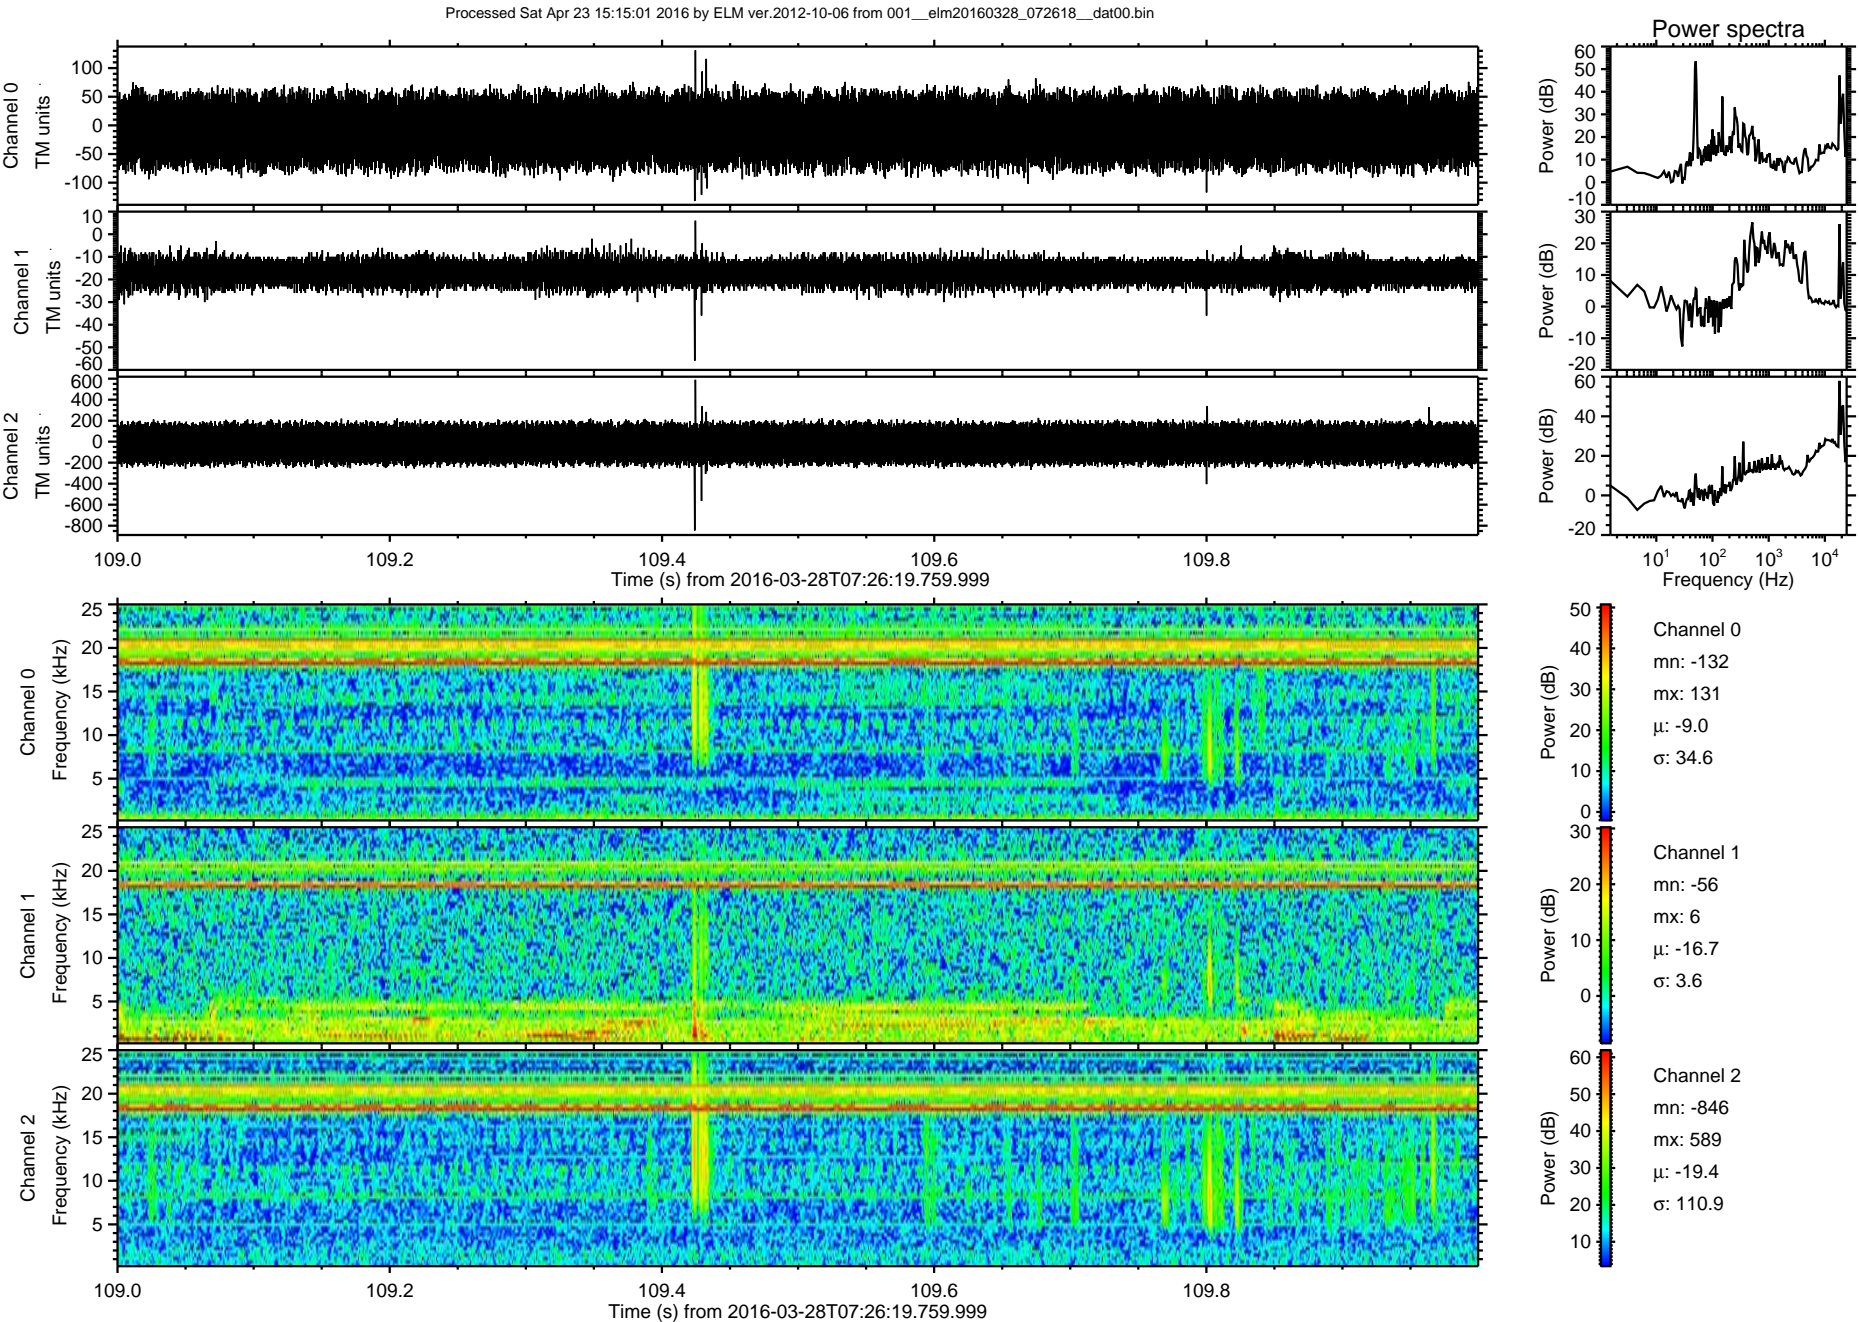 Processed Sat Apr 23 15:15:01 2016 by ELM ver.2012-10-06 from 001__elm20160328_072618__dat00.bin
Power spectra
Channel 0
TM units
100
50
0
-50
-100
Power (dB)
60
50
40
30
20
10
0
-10
Channel 1
TM units
10
0
-10
-20
-30
-40
-50
-60
Power (dB)
30
20
10
0
-10
-20
Channel 2
TM units
600
400
200
0
-200
-400
-600
-800
Power (dB)
60
40
20
0
-20
109.0 109.2 109.4 109.6 109.8
Time (s) from 2016-03-28T07:26:19.759.999
10¹ 10² 10³ 10⁴
Frequency (Hz)
Channel 0
Frequency (kHz)
25
20
15
10
5
Power (dB)
50
40
30
20
10
0
Channel 0
mn: -132
mx: 131
μ: -9.0
σ: 34.6
Channel 1
Frequency (kHz)
25
20
15
10
5
Power (dB)
30
20
10
0
Channel 1
mn: -56
mx: 6
μ: -16.7
σ: 3.6
Channel 2
Frequency (kHz)
25
20
15
10
5
Power (dB)
60
50
40
30
20
10
Channel 2
mn: -846
mx: 589
μ: -19.4
σ: 110.9
109.0 109.2 109.4 109.6 109.8
Time (s) from 2016-03-28T07:26:19.759.999